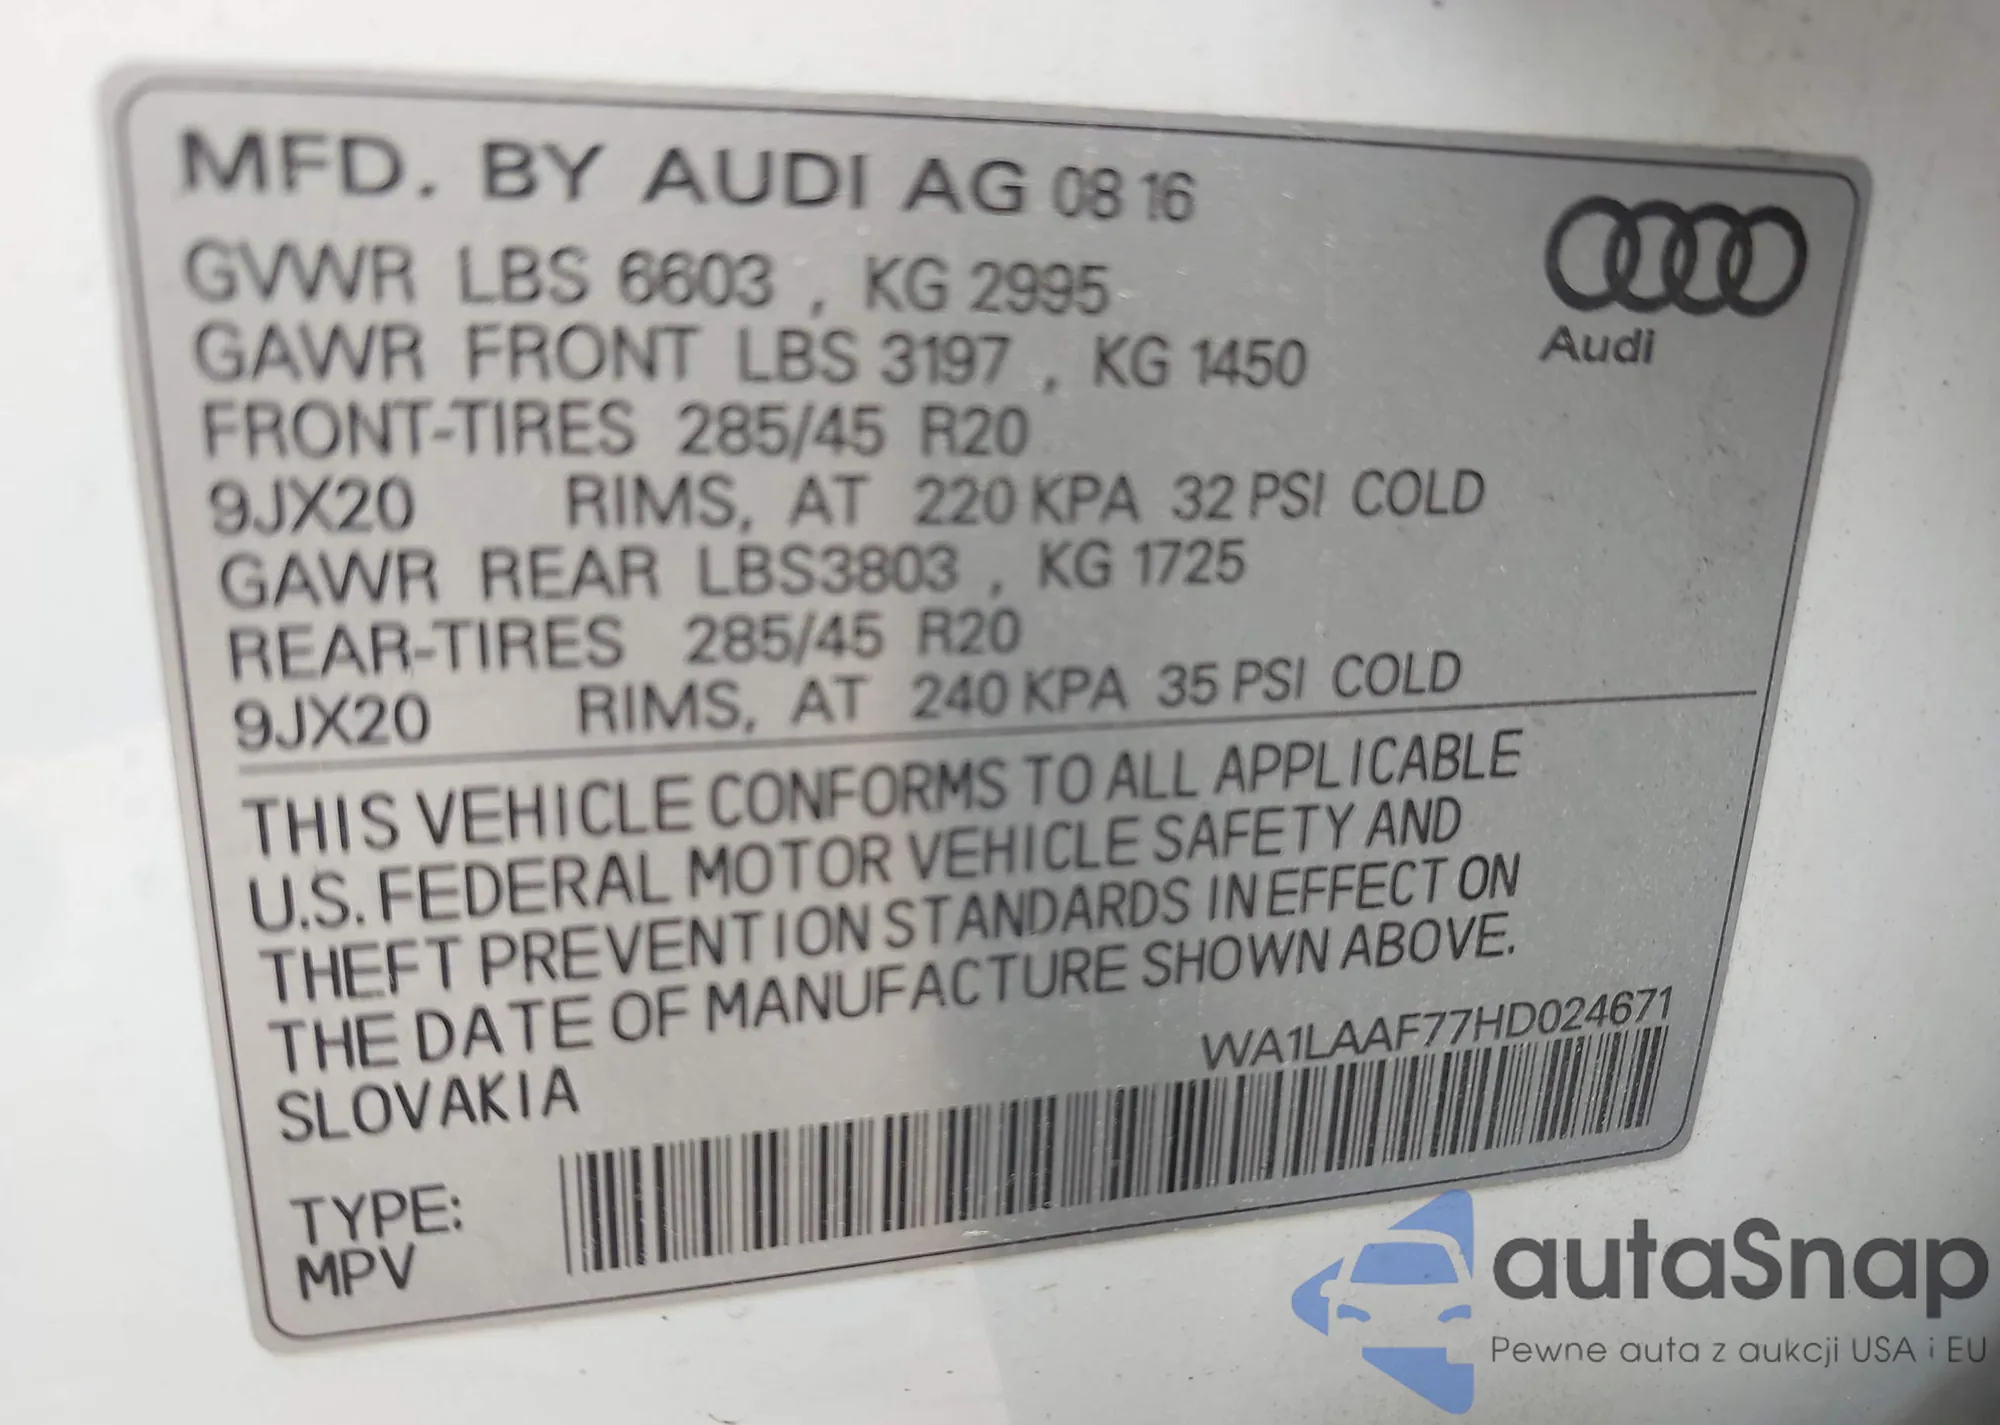 MFD. BY AUDI AG 08 16
GVWR LBS 6603 , KG 2995
GAWR FRONT LBS 3197 , KG 1450
FRONT-TIRES 285/45 R20
9JX20 RIMS, AT 220 KPA 32 PSI COLD
GAWR REAR LBS3803 , KG 1725
REAR-TIRES 285/45 R20
9JX20 RIMS, AT 240 KPA 35 PSI COLD
Audi
THIS VEHICLE CONFORMS TO ALL APPLICABLE
U.S. FEDERAL MOTOR VEHICLE SAFETY AND
THEFT PREVENTION STANDARDS IN EFFECT ON
THE DATE OF MANUFACTURE SHOWN ABOVE.
SLOVAKIA
WA1LAAF77HD024671
TYPE:
MPV
autaSnap
Pewne auta z aukcji USA i EU